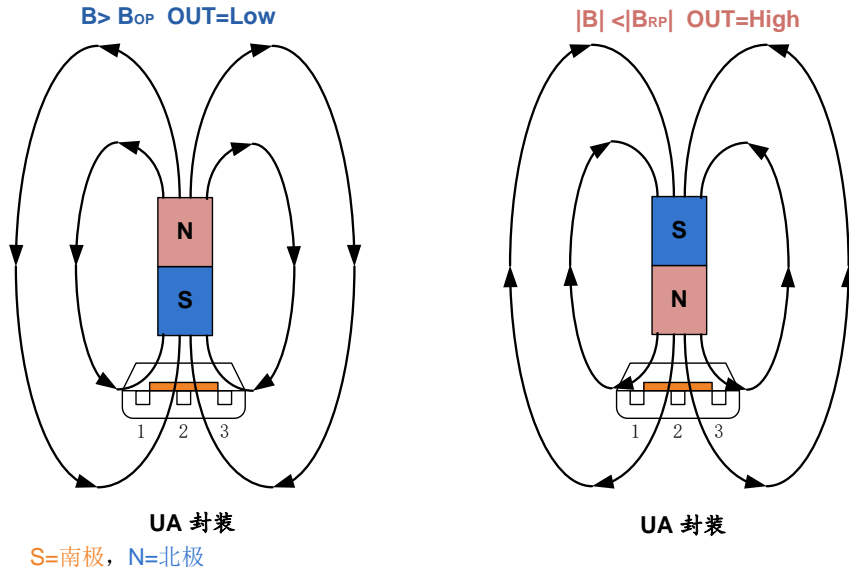 B> BOP OUT=Low
|B| <|BRP| OUT=High
N
S
1 2 3
UA 封装
S
N
1 2 3
UA 封装
S=南极，N=北极